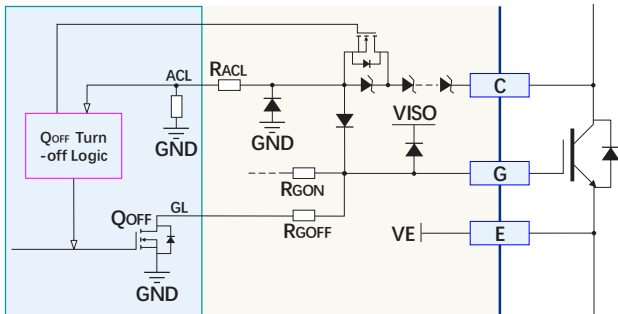 ACL
RACL
C
GND
GND
VISO
QOFF Turn
-off Logic
RGON
G
QOFF
GL
RGOFF
VE
E
GND